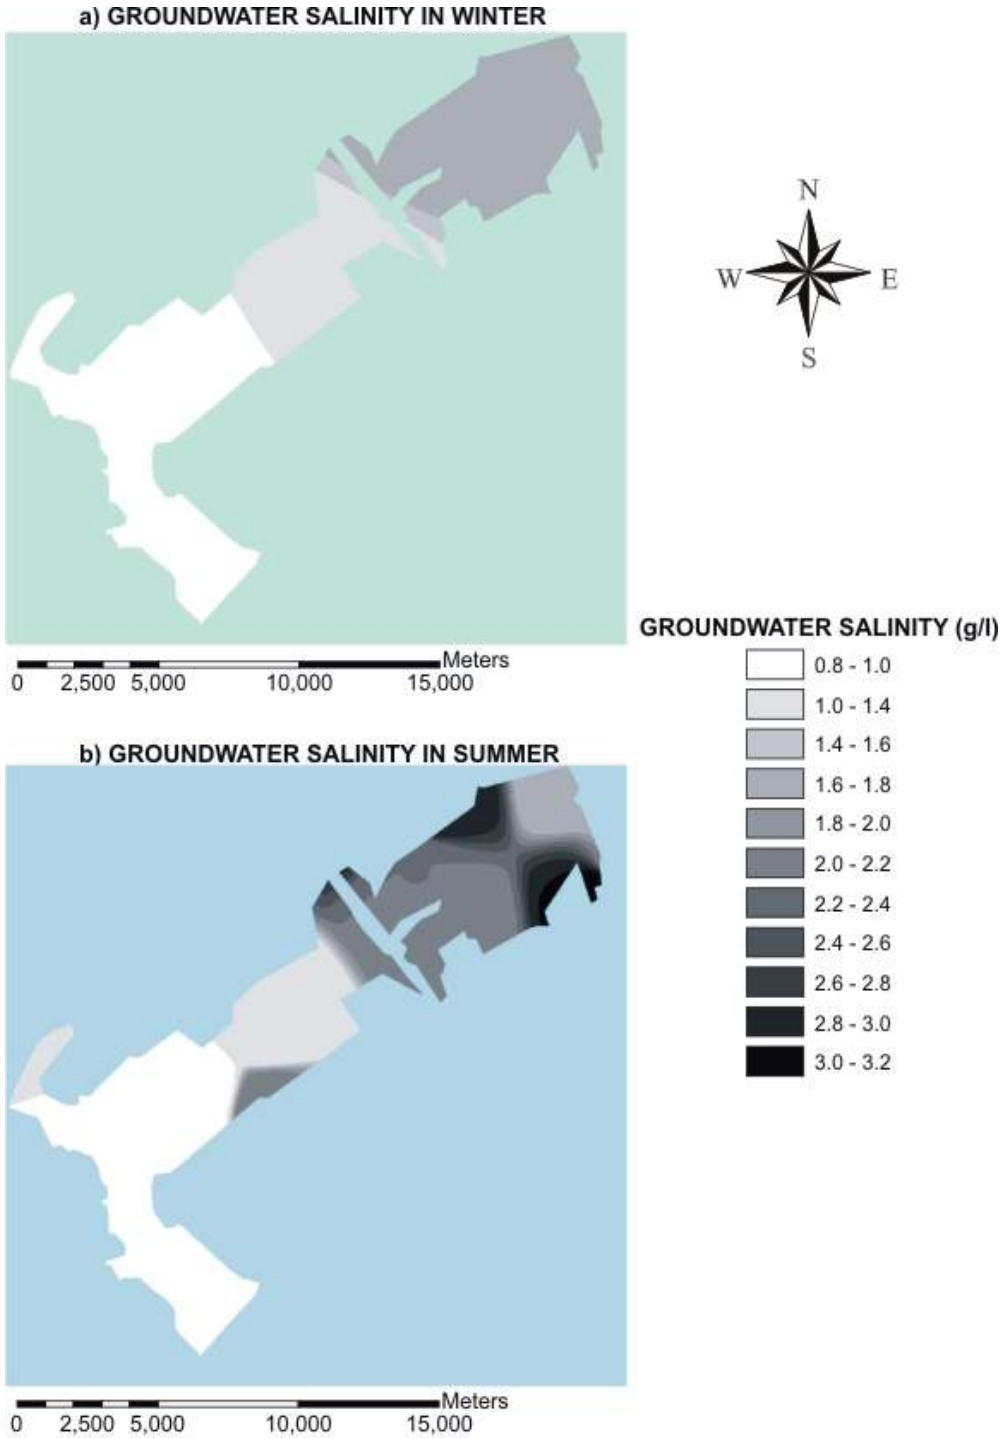 a) GROUNDWATER SALINITY IN WINTER
N
W E
S
Meters
0 2,500 5,000 10,000 15,000
GROUNDWATER SALINITY (g/l)
0.8 - 1.0
1.0 - 1.4
1.4 - 1.6
1.6 - 1.8
1.8 - 2.0
2.0 - 2.2
2.2 - 2.4
2.4 - 2.6
2.6 - 2.8
2.8 - 3.0
3.0 - 3.2
b) GROUNDWATER SALINITY IN SUMMER
Meters
0 2,500 5,000 10,000 15,000